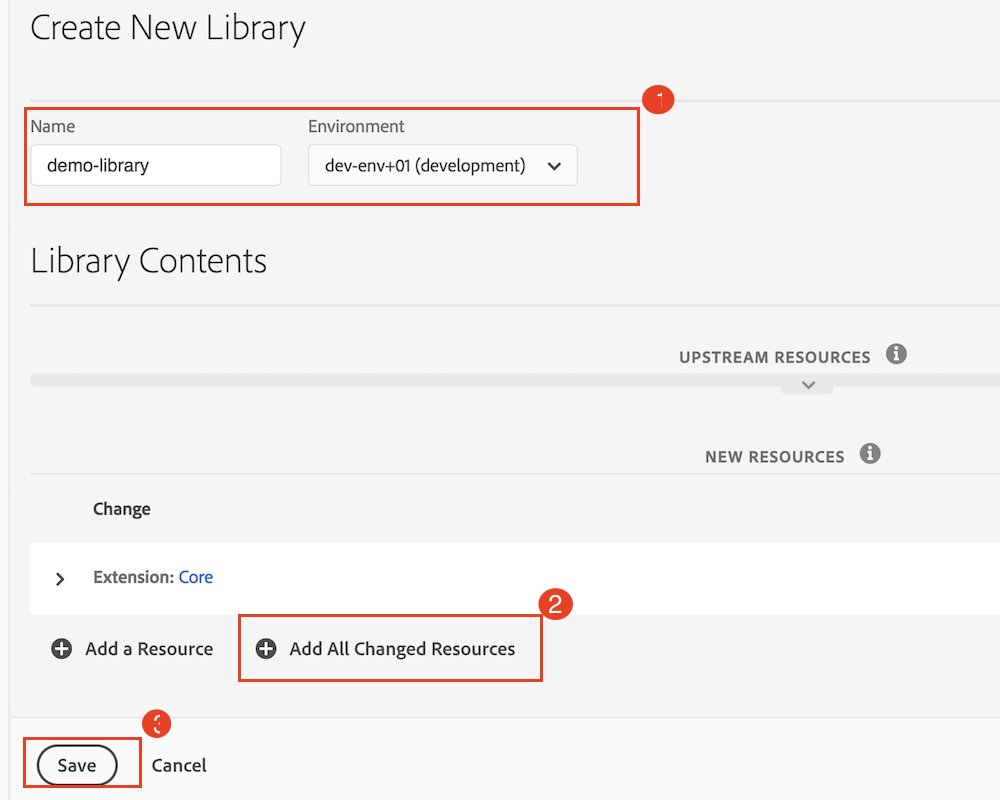 Create New Library
1
Name
Environment
demo-library
dev-env+01 (development)
Library Contents
UPSTREAM RESOURCES
NEW RESOURCES
Change
Extension: Core
2
Add a Resource
Add All Changed Resources
3
Save
Cancel